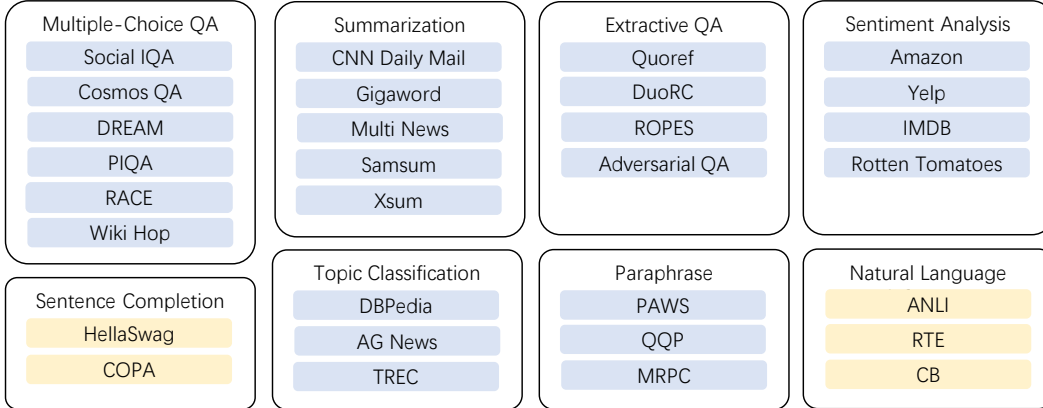 Multiple-Choice QA
Social IQA
Cosmos QA
DREAM
PIQA
RACE
Wiki Hop
Summarization
CNN Daily Mail
Gigaword
Multi News
Samsum
Xsum
Extractive QA
Quoref
DuoRC
ROPES
Adversarial QA
Sentiment Analysis
Amazon
Yelp
IMDB
Rotten Tomatoes
Sentence Completion
HellaSwag
COPA
Topic Classification
DBPedia
AG News
TREC
Paraphrase
PAWS
QQP
MRPC
Natural Language
ANLI
RTE
CB